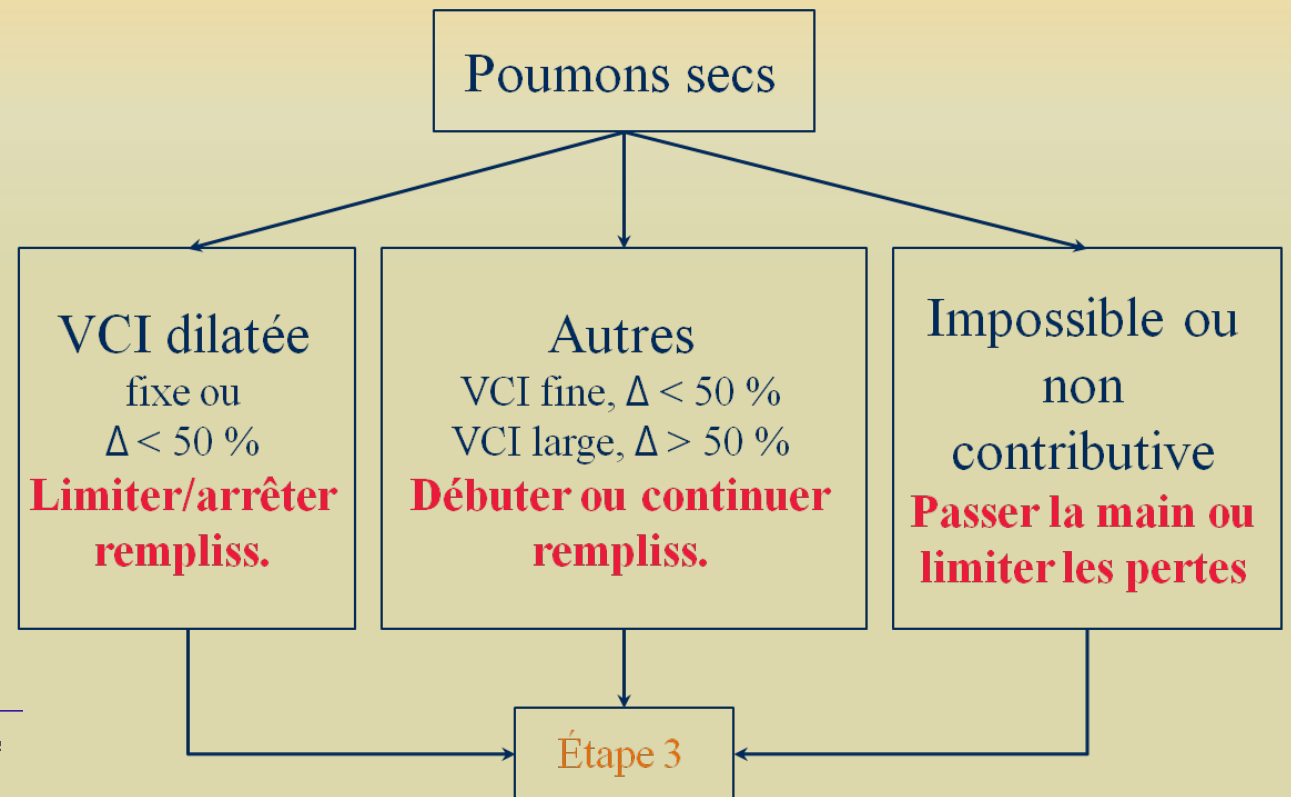 Poumons secs
VCI dilatée
fixe ou
Δ < 50 %
Limiter/arrêter
rempliss.
Autres
VCI fine, Δ < 50 %
VCI large, Δ > 50 %
Débuter ou continuer
rempliss.
Impossible ou
non
contributive
Passer la main ou
limiter les pertes
Étape 3